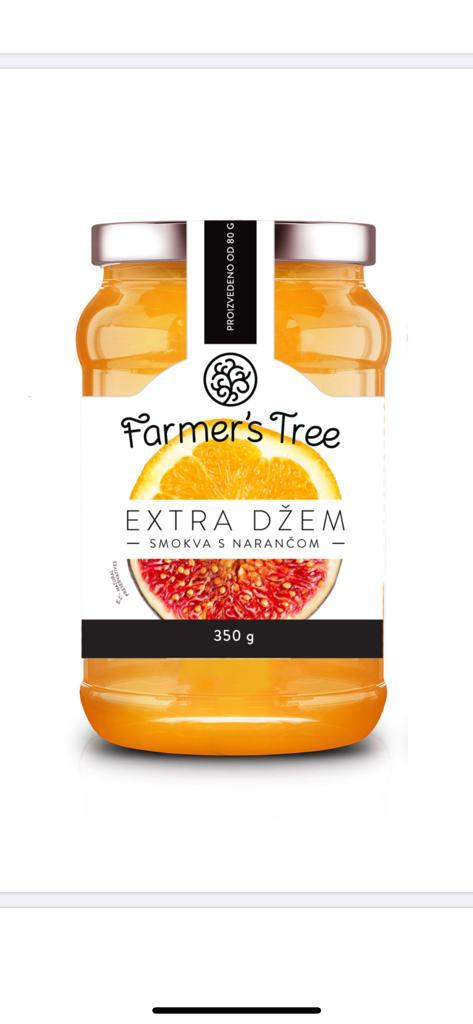 PROIZVEDENO OD 80 G
Farmer's Tree
EXTRA DŽEM
— SMOKVA S NARANČOM —
350 g